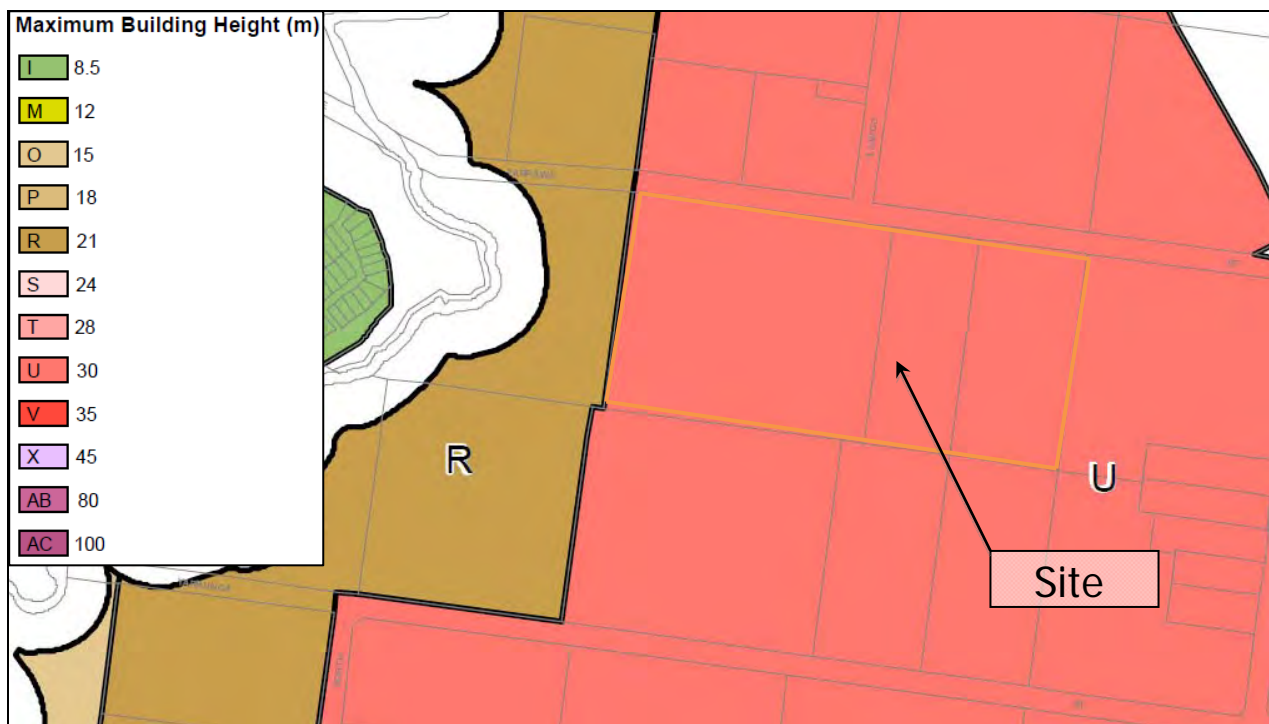 Maximum Building Height (m)
I 8.5
M 12
O 15
P 18
R 21
S 24
T 28
U 30
V 35
X 45
AB 80
AC 100
R
U
Site